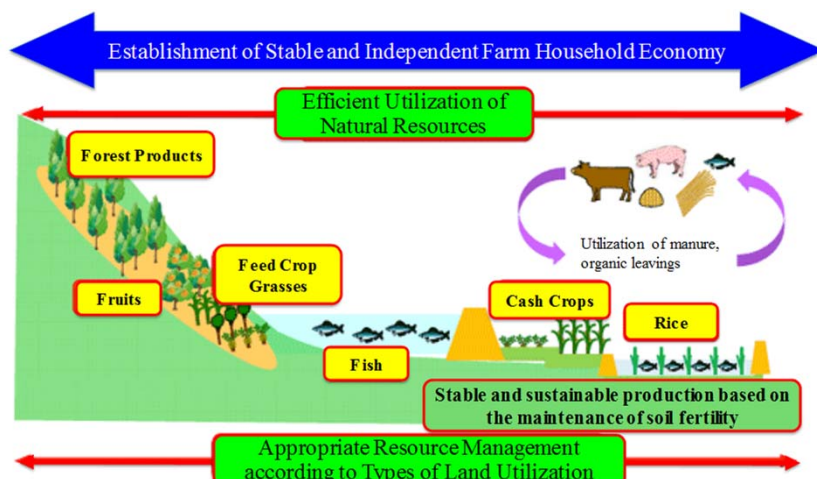 Establishment of Stable and Independent Farm Household Economy
Efficient Utilization of
Natural Resources
Forest Products
Utilization of manure,
organic leavings
Feed Crop
Grasses
Fruits
Cash Crops
Rice
Fish
Stable and sustainable production based on
the maintenance of soil fertility
Appropriate Resource Management
according to Types of Land Utilization